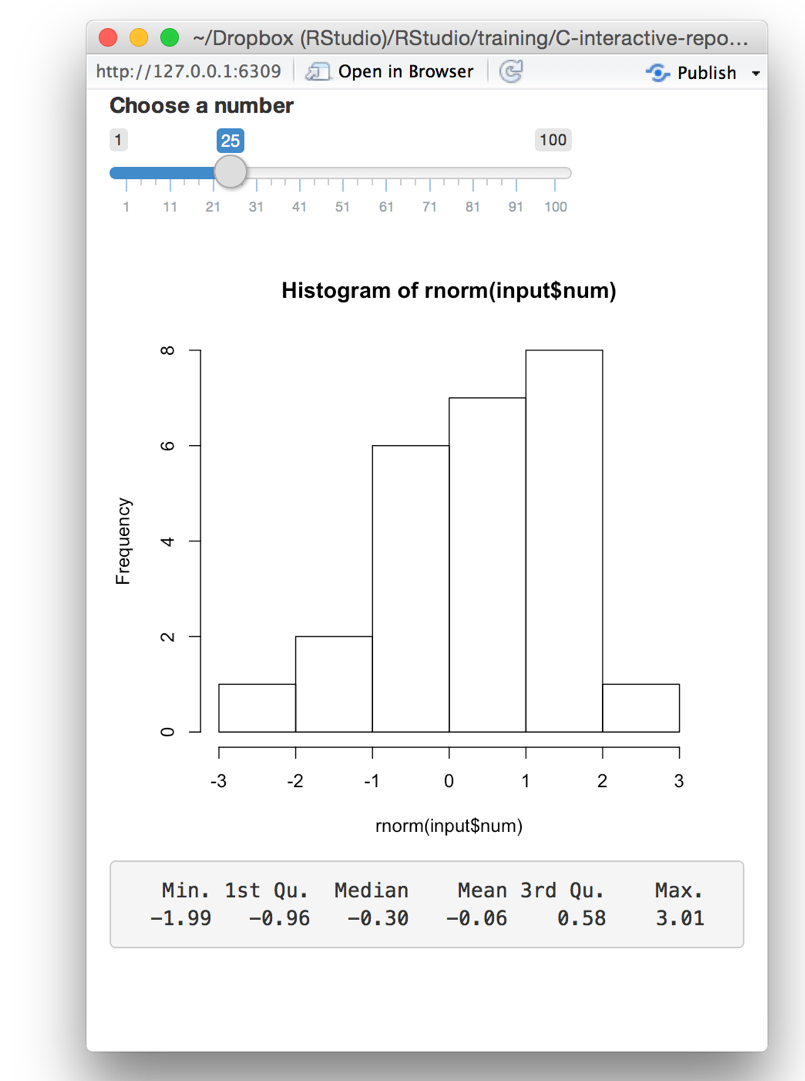 ~/Dropbox (RStudio)/RStudio/training/C-interactive-repo…
http://127.0.0.1:6309 Open in Browser Publish
Choose a number
1 25 100
1 11 21 31 41 51 61 71 81 91 100
Histogram of rnorm(input$num)
8
6
4
2
0
Frequency
-3 -2 -1 0 1 2 3
rnorm(input$num)
Min. 1st Qu. Median Mean 3rd Qu. Max.
-1.99 -0.96 -0.30 -0.06 0.58 3.01